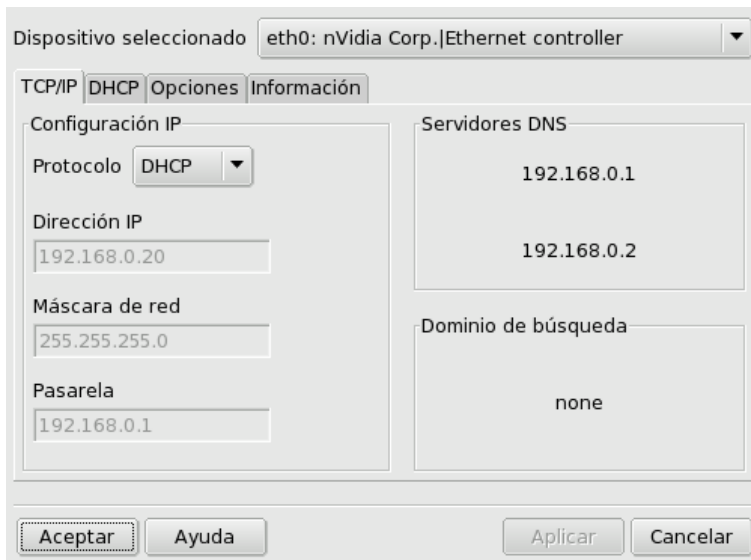 Dispositivo seleccionado eth0: nVidia Corp.|Ethernet controller
TCP/IP DHCP Opciones Información
Configuración IP
Protocolo DHCP
Dirección IP
192.168.0.20
Máscara de red
255.255.255.0
Pasarela
192.168.0.1
Servidores DNS
192.168.0.1
192.168.0.2
Dominio de búsqueda
none
Aceptar Ayuda Aplicar Cancelar